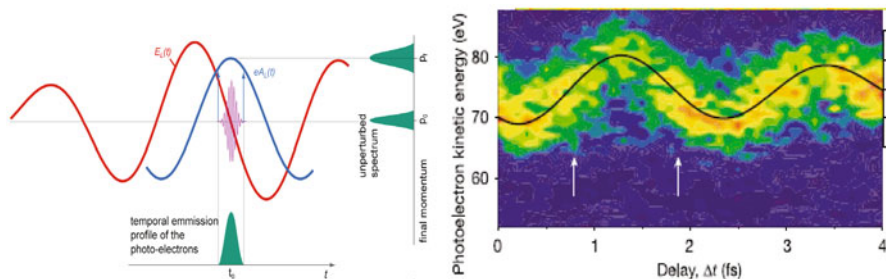 E_L(t)
eA_L(t)
p_f
p_0
unperturbed
spectrum
final momentum
temporal emmission
profile of the
photo-electrons
t_0
t
Photoelectron kinetic energy (eV)
80
70
60
0
1
2
3
4
Delay, Δt (fs)